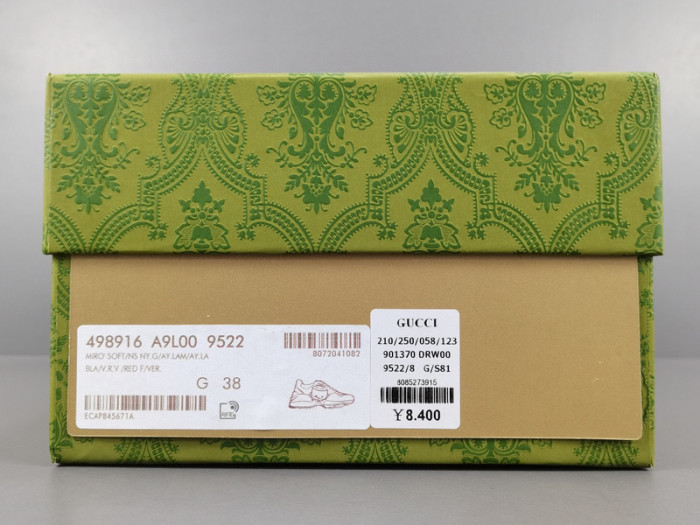 498916 A9L00 9522
8072041082
MIRO' SOFT/NS NY.G/AY.LAM/AY.LA
BLA/V.R.V /RED F/VER.
G 38
ECAP845671A
GUCCI
210/250/058/123
901370 DRW00
9522/8 G/S81
8085273915
¥8.400